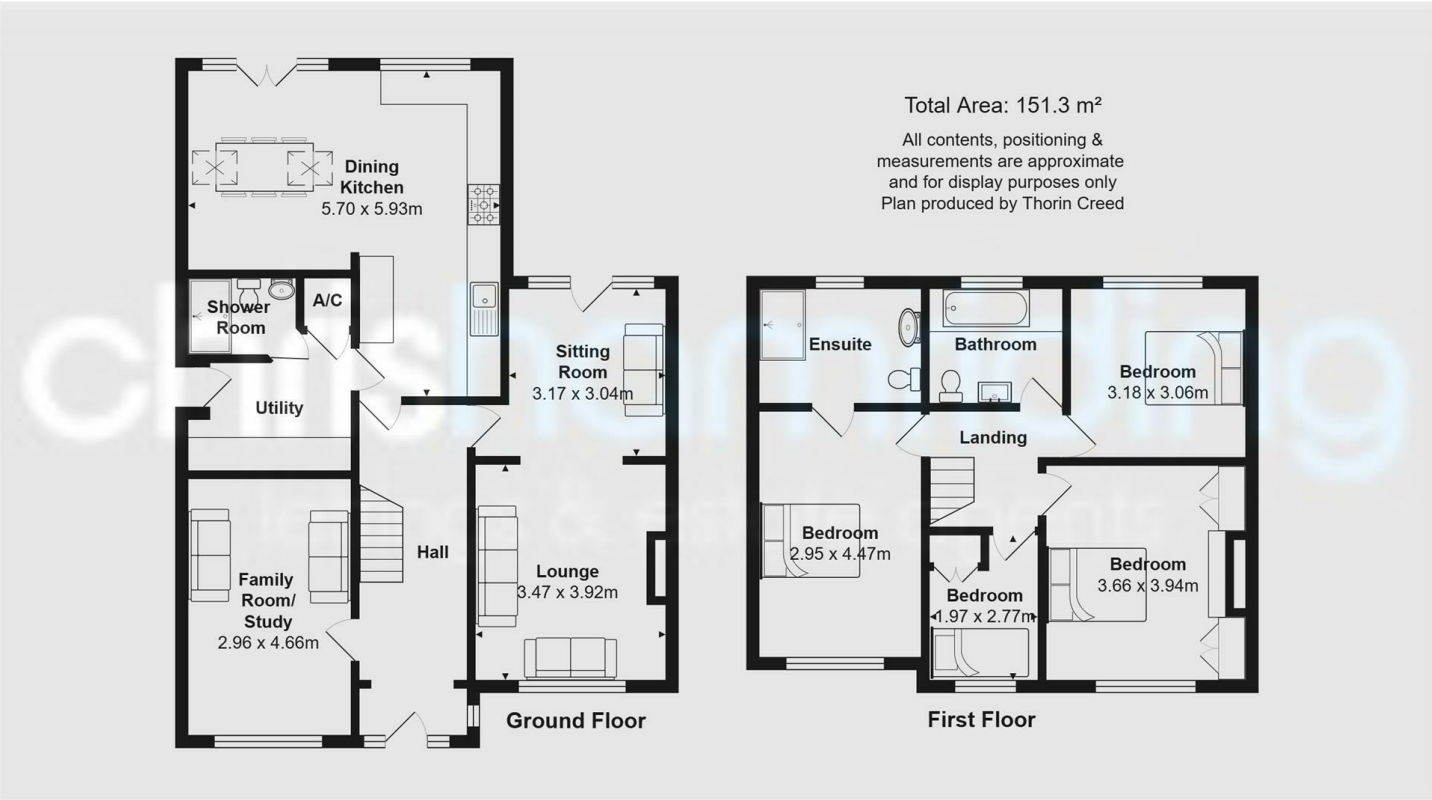 Total Area: 151.3 m²
All contents, positioning &
measurements are approximate
and for display purposes only
Plan produced by Thorin Creed
Dining
Kitchen
5.70 x 5.93m
Shower
Room
A/C
Utility
Sitting
Room
3.17 x 3.04m
Family
Room/
Study
2.96 x 4.66m
Hall
Lounge
3.47 x 3.92m
Ground Floor
Ensuite
Bathroom
Bedroom
3.18 x 3.06m
Landing
Bedroom
2.95 x 4.47m
Bedroom
1.97 x 2.77m
Bedroom
3.66 x 3.94m
First Floor
chrishamriding
lettings & estate agents